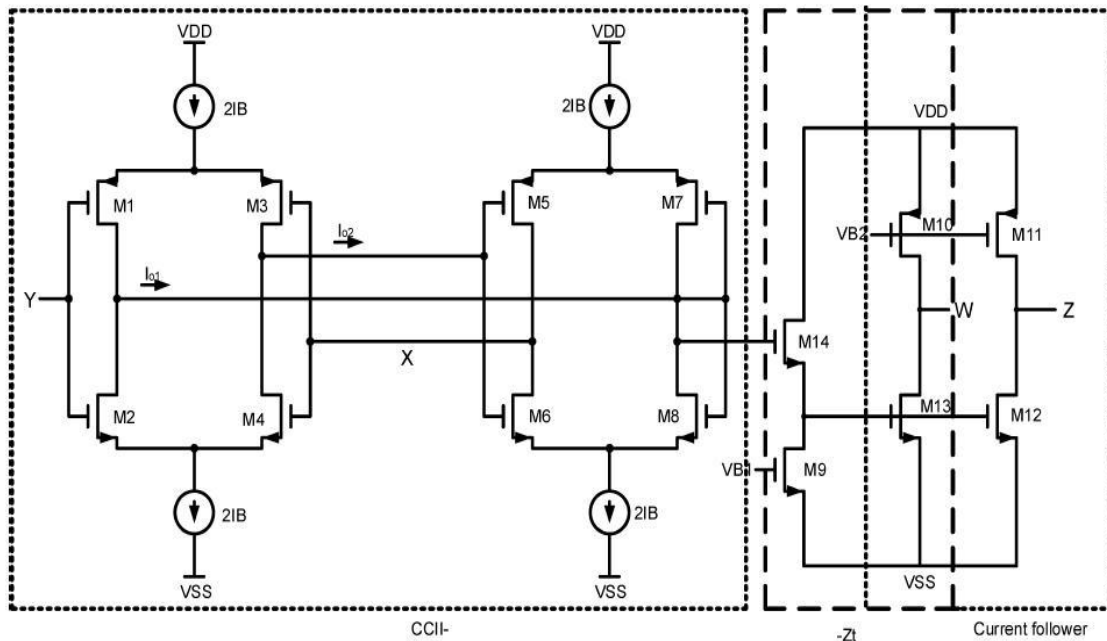 VDD
VDD
2IB
2IB
VDD
M1
M3
M5
M7
VB2
M10
M11
Io2
Io1
Y
W
Z
M14
X
M2
M4
M6
M8
M13
M12
VB1
M9
2IB
2IB
VSS
VSS
VSS
CCII-
-Zt
Current follower